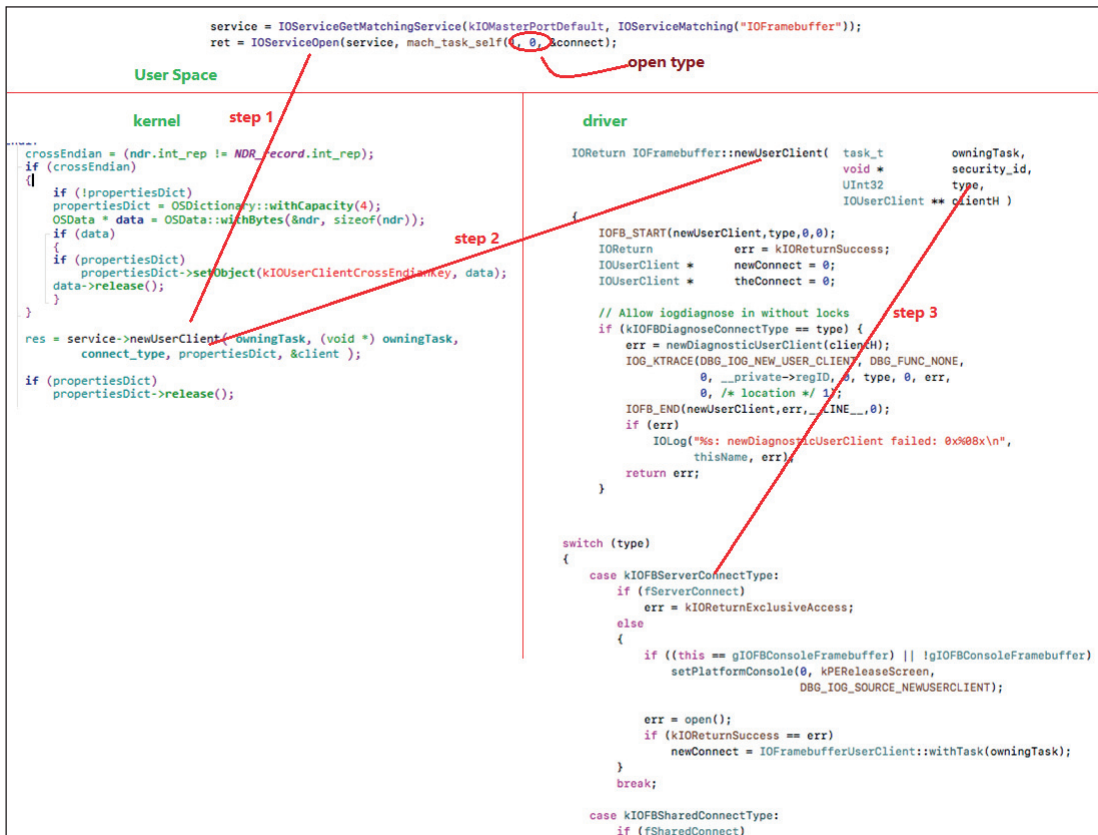 service = IOServiceGetMatchingService(kIOMasterPortDefault, IOServiceMatching("IOFramebuffer"));
ret = IOServiceOpen(service, mach_task_self(), 0, &connect);
open type
User Space
kernel
step 1
crossEndian = (ndr.int_rep != NDR_record.int_rep);
if (crossEndian)
{
if (!propertiesDict)
propertiesDict = OSDictionary::withCapacity(4);
OSData * data = OSData::withBytes(&ndr, sizeof(ndr));
if (data)
{
if (propertiesDict)
propertiesDict->setObject(kIOUserClientCrossEndianKey, data);
data->release();
}
}
res = service->newUserClient( owningTask, (void *) owningTask,
connect_type, propertiesDict, &client );
if (propertiesDict)
propertiesDict->release();
step 2
driver
IOReturn IOFramebuffer::newUserClient( task_t owningTask,
void * security_id,
UInt32 type,
IOUserClient ** clientH )
{
IOFB_START(newUserClient,type,0,0);
IOReturn err = kIOReturnSuccess;
IOUserClient * newConnect = 0;
IOUserClient * theConnect = 0;
step 3
// Allow iogdiagnose in without locks
if (kIOFBDiagnoseConnectType == type) {
err = newDiagnosticUserClient(clientH);
IOG_KTRACE(DBG_IOG_NEW_USER_CLIENT, DBG_FUNC_NONE,
0, __private->regID, 0, type, 0, err,
0, /* location */ 1);
IOFB_END(newUserClient,err,__LINE__,0);
if (err)
IOLog("%s: newDiagnosticUserClient failed: 0x%08x\n",
thisName, err);
return err;
}
switch (type)
{
case kIOFBServerConnectType:
if (fServerConnect)
err = kIOReturnExclusiveAccess;
else
{
if ((this == gIOFBConsoleFramebuffer) || !gIOFBConsoleFramebuffer)
setPlatformConsole(0, kPEReleaseScreen,
DBG_IOG_SOURCE_NEWUSERCLIENT);
err = open();
if (kIOReturnSuccess == err)
newConnect = IOFramebufferUserClient::withTask(owningTask);
}
break;
case kIOFBSharedConnectType:
if (fSharedConnect)